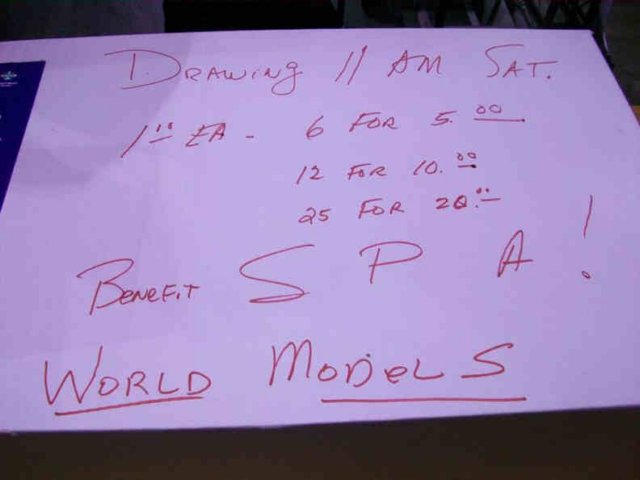 DRAWING 11 AM SAT.
1.00 EA - 6 FOR 5.00
12 FOR 10.00
25 FOR 20.00
BENEFIT S P A !
WORLD MODELS